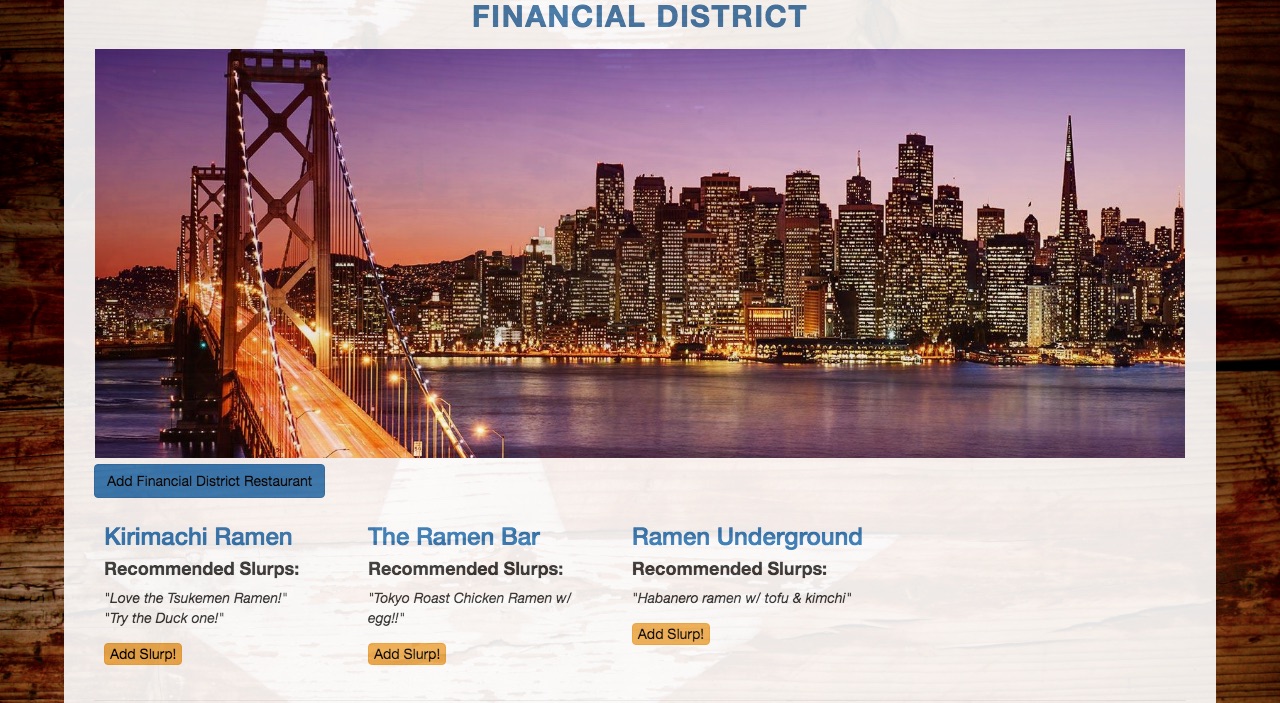 FINANCIAL DISTRICT
Add Financial District Restaurant
Kirimachi Ramen
Recommended Slurps:
"Love the Tsukemen Ramen!"
"Try the Duck one!"
Add Slurp!
The Ramen Bar
Recommended Slurps:
"Tokyo Roast Chicken Ramen w/
egg!!"
Add Slurp!
Ramen Underground
Recommended Slurps:
"Habanero ramen w/ tofu & kimchi"
Add Slurp!